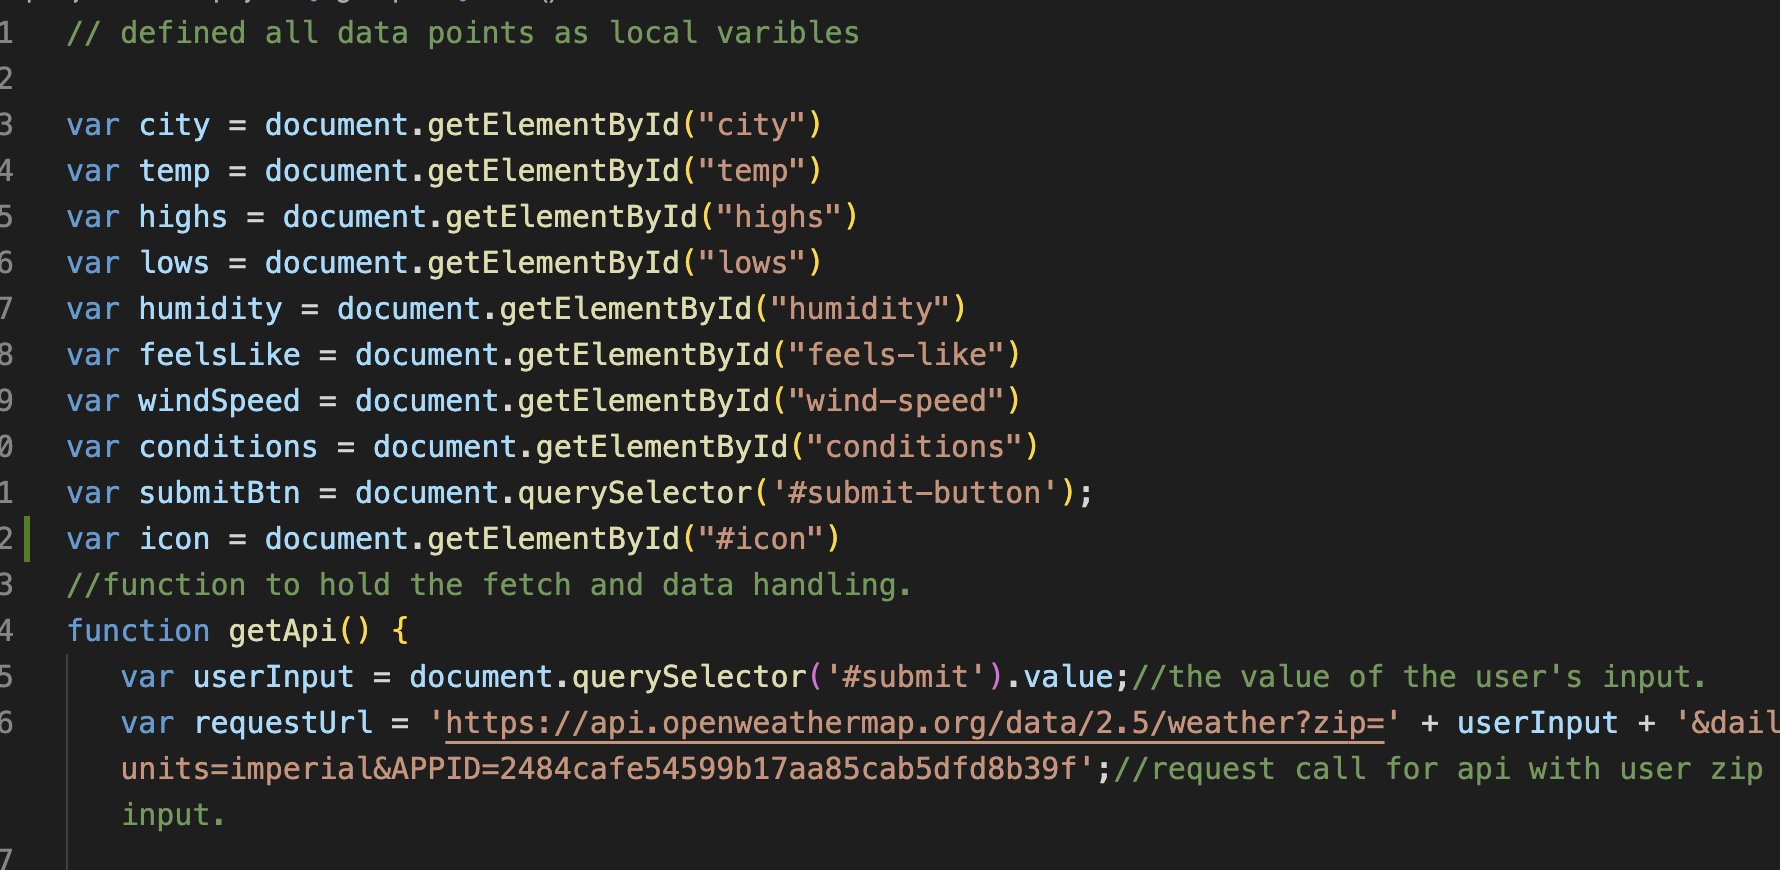 1 // defined all data points as local varibles
2
3 var city = document.getElementById("city")
4 var temp = document.getElementById("temp")
5 var highs = document.getElementById("highs")
6 var lows = document.getElementById("lows")
7 var humidity = document.getElementById("humidity")
8 var feelsLike = document.getElementById("feels-like")
9 var windSpeed = document.getElementById("wind-speed")
0 var conditions = document.getElementById("conditions")
1 var submitBtn = document.querySelector('#submit-button');
2 var icon = document.getElementById("#icon")
3 //function to hold the fetch and data handling.
4 function getApi() {
5 var userInput = document.querySelector('#submit').value;//the value of the user's input.
6 var requestUrl = 'https://api.openweathermap.org/data/2.5/weather?zip=' + userInput + '&dail
units=imperial&APPID=2484cafe54599b17aa85cab5dfd8b39f';//request call for api with user zip
input.
7